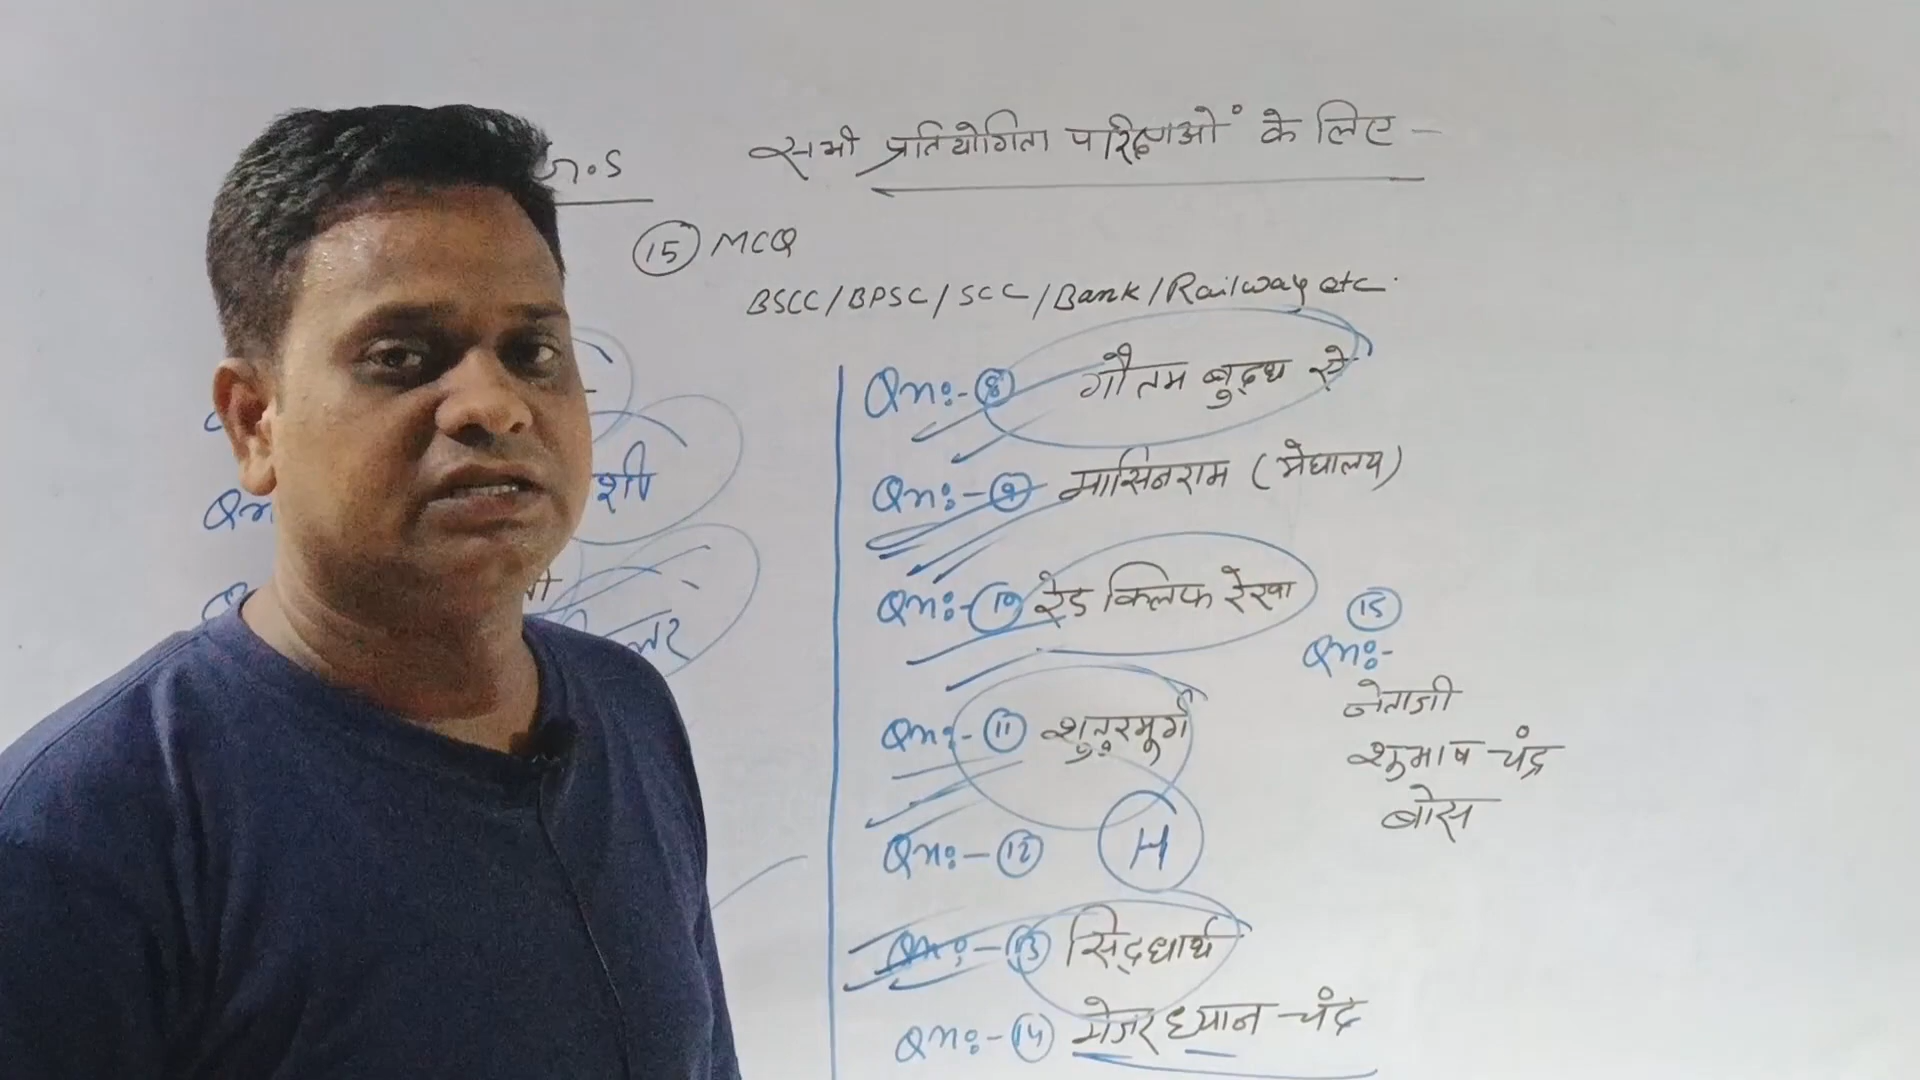 सभी प्रतियोगिता परिक्षाओं के लिए -
G.S
15 MCQ
BSCC/BPSC/SCC/Bank/Railway etc.
शी
Qn:- 8 गौतम बुद्ध से
Qn:- 9 मासिनराम (मेघालय)
Qn:- 10 रेड क्लिफ रेखा
Qn:- 11 शुतुरमुर्ग
Qn:- 12 H
Qn:- 13 सिद्धार्थ
Qn:- 14 मेजर ध्यान चंद्र
15
Qn:-
नेताजी
शुभाष चंद्र
बोस